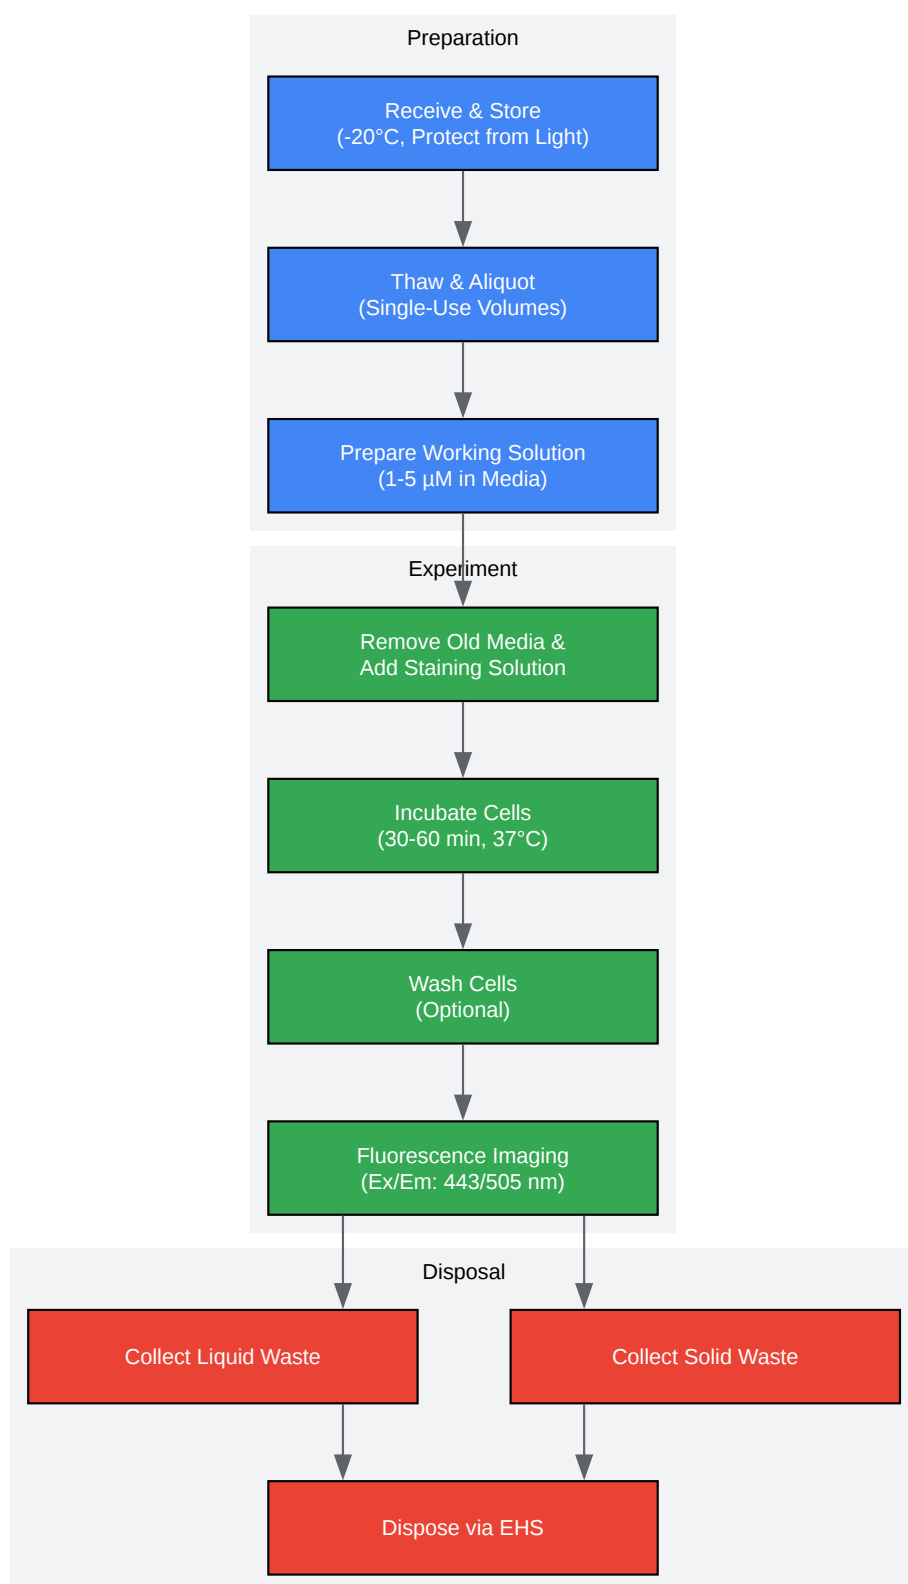 Preparation
Receive & Store
(-20°C, Protect from Light)
Thaw & Aliquot
(Single-Use Volumes)
Prepare Working Solution
(1-5 µM in Media)
Experiment
Remove Old Media &
Add Staining Solution
Incubate Cells
(30-60 min, 37°C)
Wash Cells
(Optional)
Fluorescence Imaging
(Ex/Em: 443/505 nm)
Disposal
Collect Liquid Waste
Collect Solid Waste
Dispose via EHS